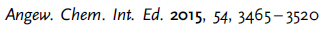 Angew. Chem. Int. Ed. 2015, 54, 3465–3520